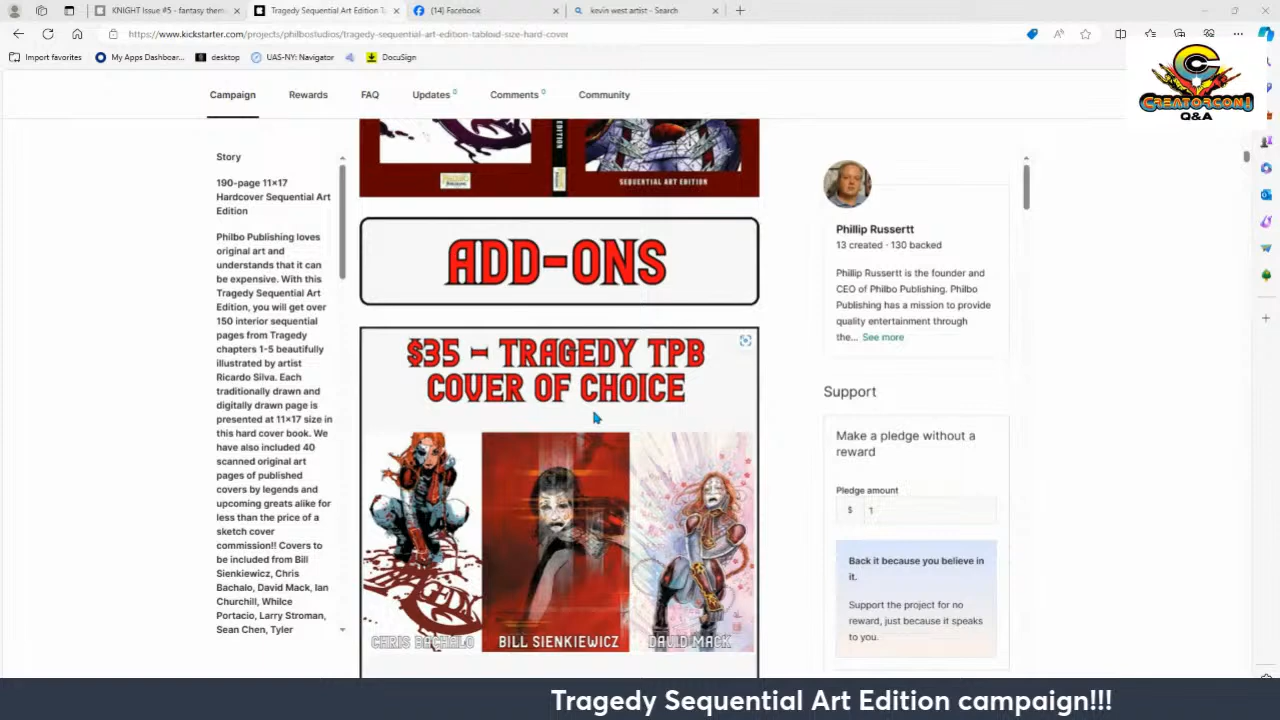 KNIGHT Issue #5 - fantasy them
Tragedy Sequential Art Edition T
(14) Facebook
kevin west artist - Search
https://www.kickstarter.com/projects/philbostudios/tragedy-sequential-art-edition-tabloid-size-hard-cover
Import favorites
My Apps Dashboar...
desktop
UAS-NY: Navigator
DocuSign
C
CREATORCON!
Q&A
Campaign
Rewards
FAQ
Updates 0
Comments 0
Community
Story
190-page 11×17
Hardcover Sequential Art
Edition
Philbo Publishing loves
original art and
understands that it can
be expensive. With this
Tragedy Sequential Art
Edition, you will get over
150 interior sequential
pages from Tragedy
chapters 1-5 beautifully
illustrated by artist
Ricardo Silva. Each
traditionally drawn and
digitally drawn page is
presented at 11×17 size in
this hard cover book. We
have also included 40
scanned original art
pages of published
covers by legends and
upcoming greats alike for
less than the price of a
sketch cover
commission!! Covers to
be included from Bill
Sienkiewicz, Chris
Bachalo, David Mack, Ian
Churchill, Whilce
Portacio, Larry Stroman,
Sean Chen, Tyler
EDITION
SEQUENTIAL ART EDITION
ADD-ONS
$35 - TRAGEDY TPB
COVER OF CHOICE
CHRIS BACHALO
BILL SIENKIEWICZ
DAVID MACK
Phillip Russertt
13 created · 130 backed
Phillip Russertt is the founder and
CEO of Philbo Publishing. Philbo
Publishing has a mission to provide
quality entertainment through
the... See more
Support
Make a pledge without a
reward
Pledge amount
$ 1
Back it because you believe in
it.
Support the project for no
reward, just because it speaks
to you.
Tragedy Sequential Art Edition campaign!!!